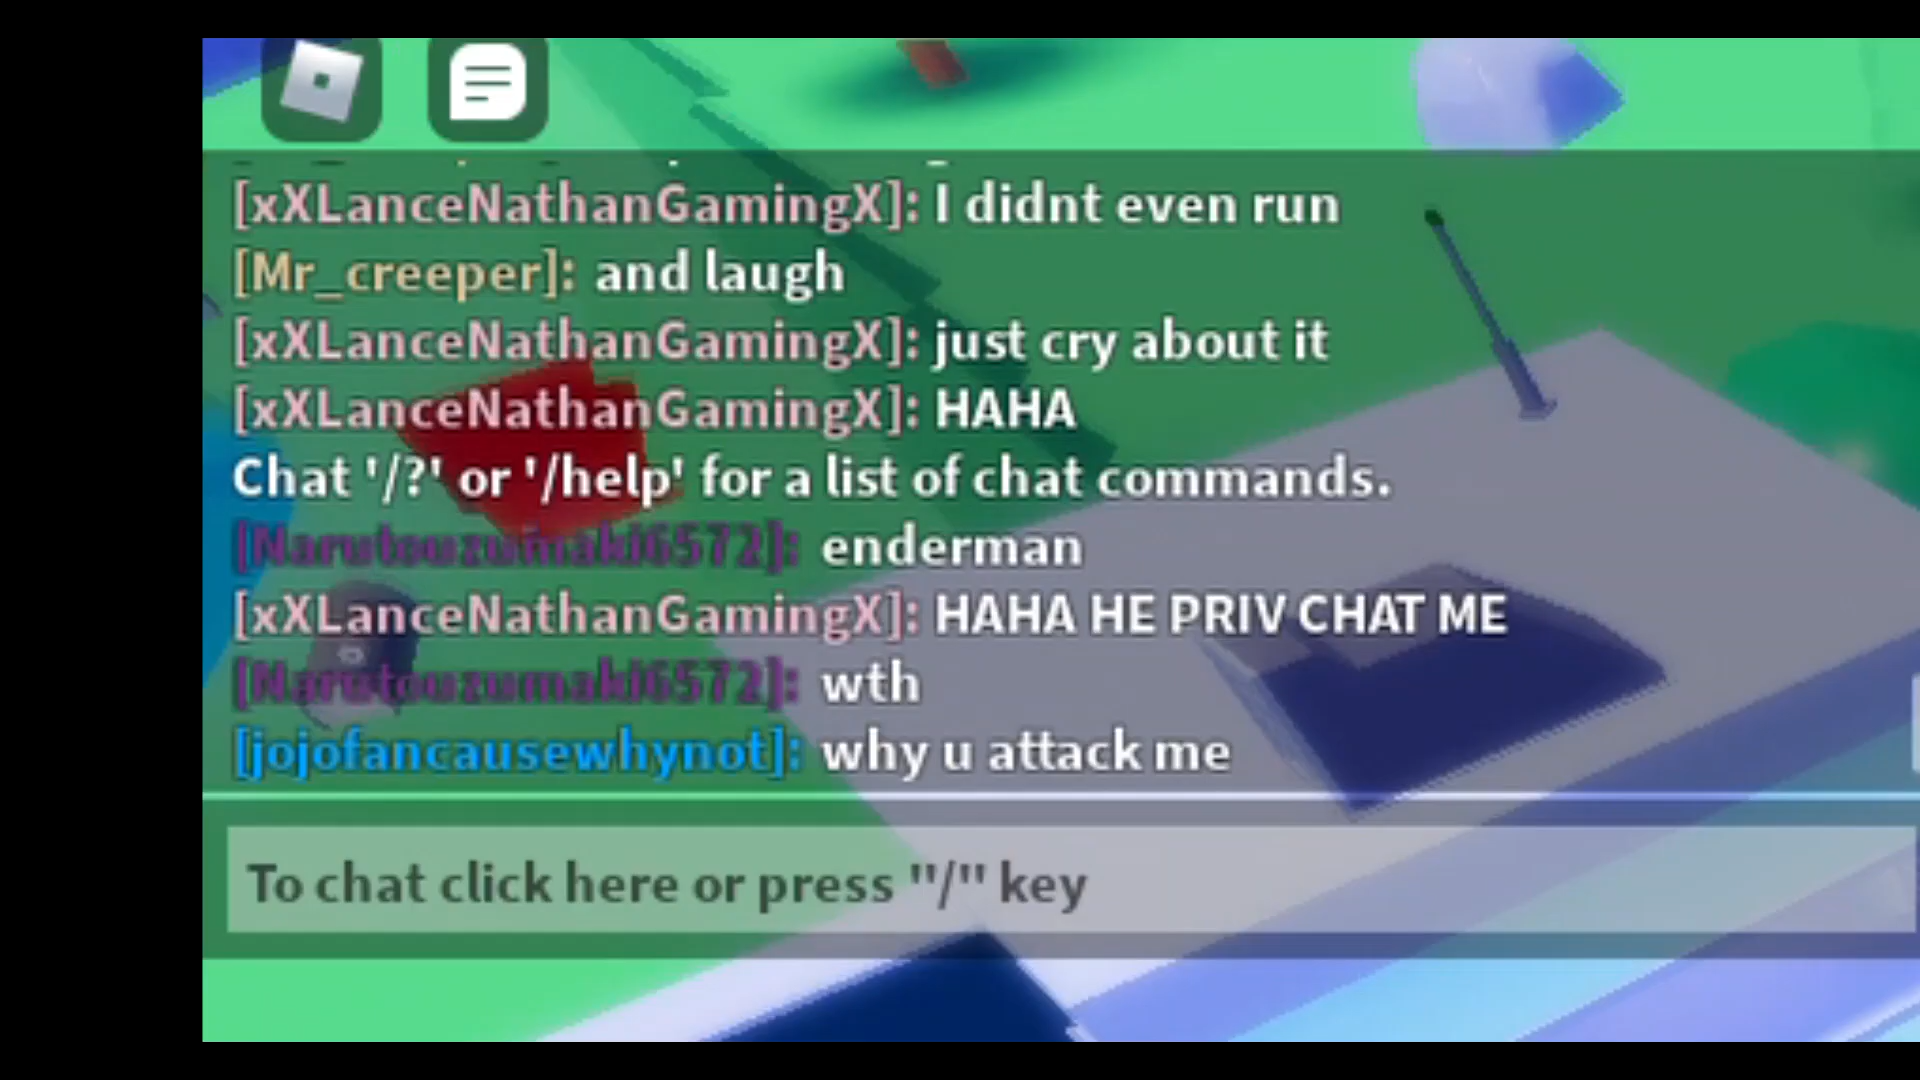 [xXLanceNathanGamingX]: I didnt even run
[Mr_creeper]: and laugh
[xXLanceNathanGamingX]: just cry about it
[xXLanceNathanGamingX]: HAHA
Chat '/?' or '/help' for a list of chat commands.
[Narutouzumaki6572]: enderman
[xXLanceNathanGamingX]: HAHA HE PRIV CHAT ME
[Narutouzumaki6572]: wth
[jojofancausewhynot]: why u attack me
To chat click here or press "/" key